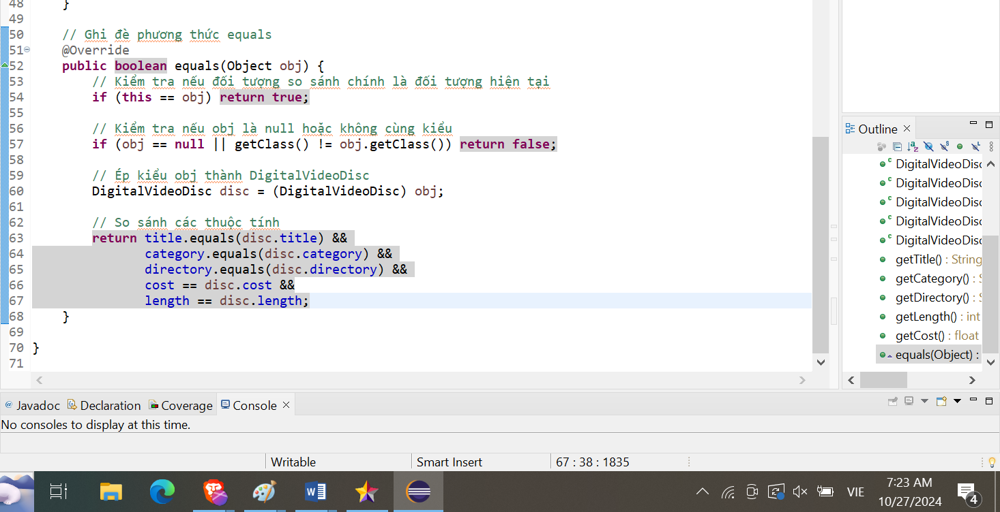 48 }
49
50 // Ghi đè phương thức equals
51 @Override
52 public boolean equals(Object obj) {
53 // Kiểm tra nếu đối tượng so sánh chính là đối tượng hiện tại
54 if (this == obj) return true;
55
56 // Kiểm tra nếu obj là null hoặc không cùng kiểu
57 if (obj == null || getClass() != obj.getClass()) return false;
58
59 // Ép kiểu obj thành DigitalVideoDisc
60 DigitalVideoDisc disc = (DigitalVideoDisc) obj;
61
62 // So sánh các thuộc tính
63 return title.equals(disc.title) &&
64 category.equals(disc.category) &&
65 directory.equals(disc.directory) &&
66 cost == disc.cost &&
67 length == disc.length;
68 }
69
70 }
71
Outline
DigitalVideoDisc
DigitalVideoDisc
DigitalVideoDisc
DigitalVideoDisc
DigitalVideoDisc
getTitle() : String
getCategory() : S
getDirectory() : S
getLength() : int
getCost() : float
equals(Object) :
Javadoc Declaration Coverage Console
No consoles to display at this time.
Writable Smart Insert 67 : 38 : 1835
VIE 7:23 AM
10/27/2024 4